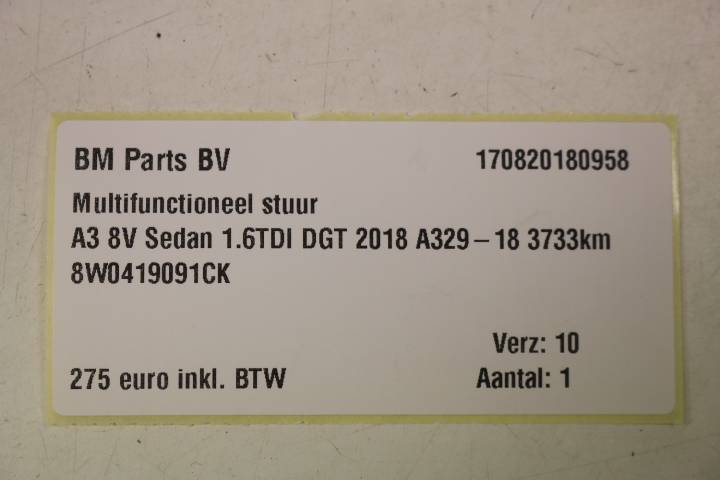 BM Parts BV 170820180958
Multifunctioneel stuur
A3 8V Sedan 1.6TDI DGT 2018 A329-18 3733km
8W0419091CK
Verz: 10
275 euro inkl. BTW Aantal: 1